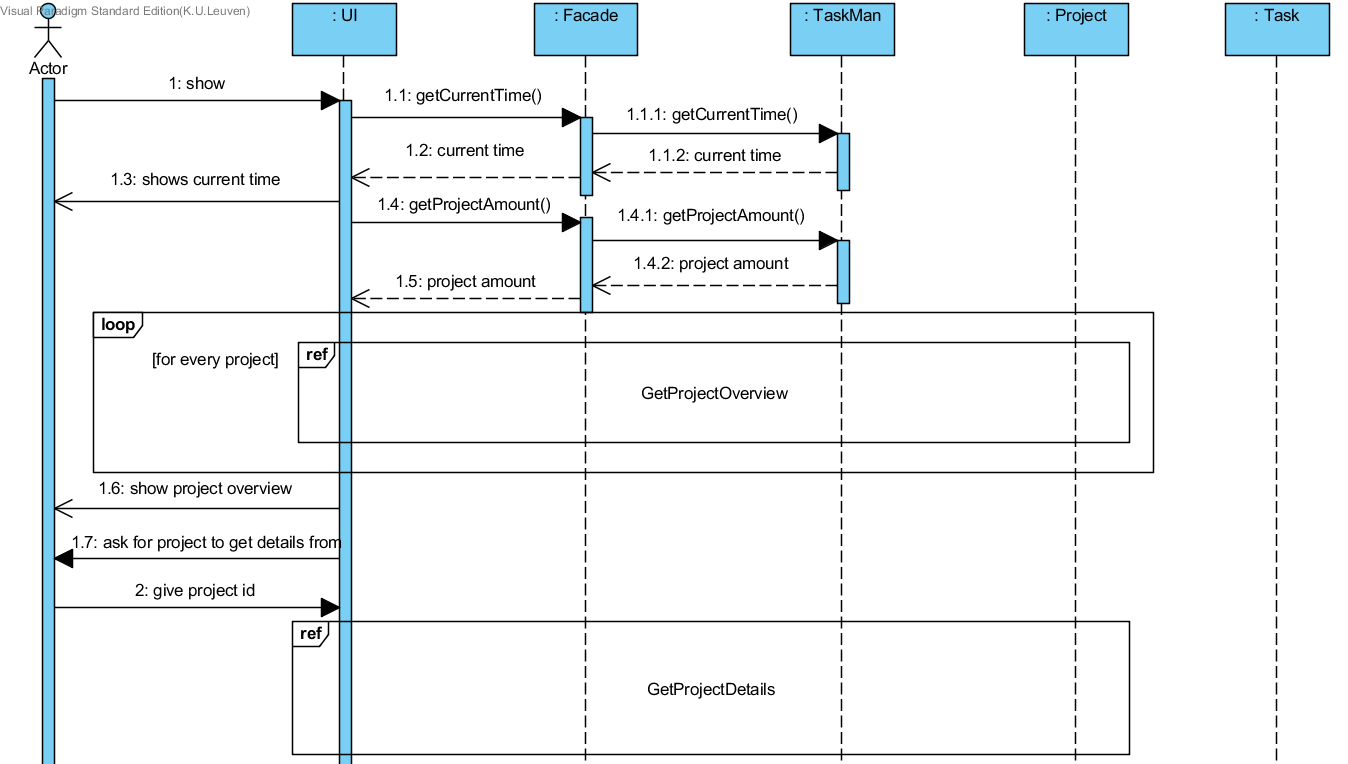 Visual Paradigm Standard Edition(K.U.Leuven)
: UI
: Facade
: TaskMan
: Project
: Task
Actor
1: show
1.1: getCurrentTime()
1.1.1: getCurrentTime()
1.2: current time
1.1.2: current time
1.3: shows current time
1.4: getProjectAmount()
1.4.1: getProjectAmount()
1.4.2: project amount
1.5: project amount
loop
[for every project]
ref
GetProjectOverview
1.6: show project overview
1.7: ask for project to get details from
2: give project id
ref
GetProjectDetails